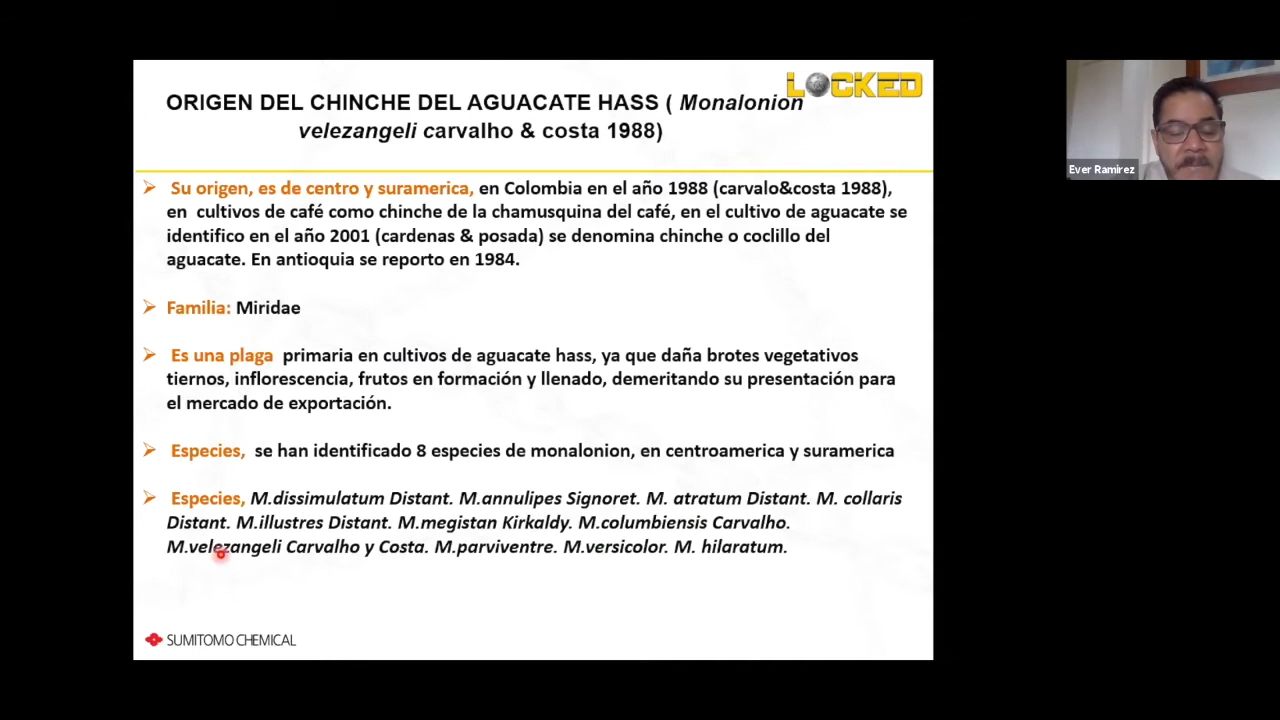 LOCKED
ORIGEN DEL CHINCHE DEL AGUACATE HASS ( Monalonion
velezangeli carvalho & costa 1988)
Su origen, es de centro y suramerica, en Colombia en el año 1988 (carvalo&costa 1988),
en cultivos de café como chinche de la chamusquina del café, en el cultivo de aguacate se
identifico en el año 2001 (cardenas & posada) se denomina chinche o coclillo del
aguacate. En antioquia se reporto en 1984.
Familia: Miridae
Es una plaga primaria en cultivos de aguacate hass, ya que daña brotes vegetativos
tiernos, inflorescencia, frutos en formación y llenado, demeritando su presentación para
el mercado de exportación.
Especies, se han identificado 8 especies de monalonion, en centroamerica y suramerica
Especies, M.dissimulatum Distant. M.annulipes Signoret. M. atratum Distant. M. collaris
Distant. M.illustres Distant. M.megistan Kirkaldy. M.columbiensis Carvalho.
M.velezangeli Carvalho y Costa. M.parviventre. M.versicolor. M. hilaratum.
SUMITOMO CHEMICAL
Ever Ramirez